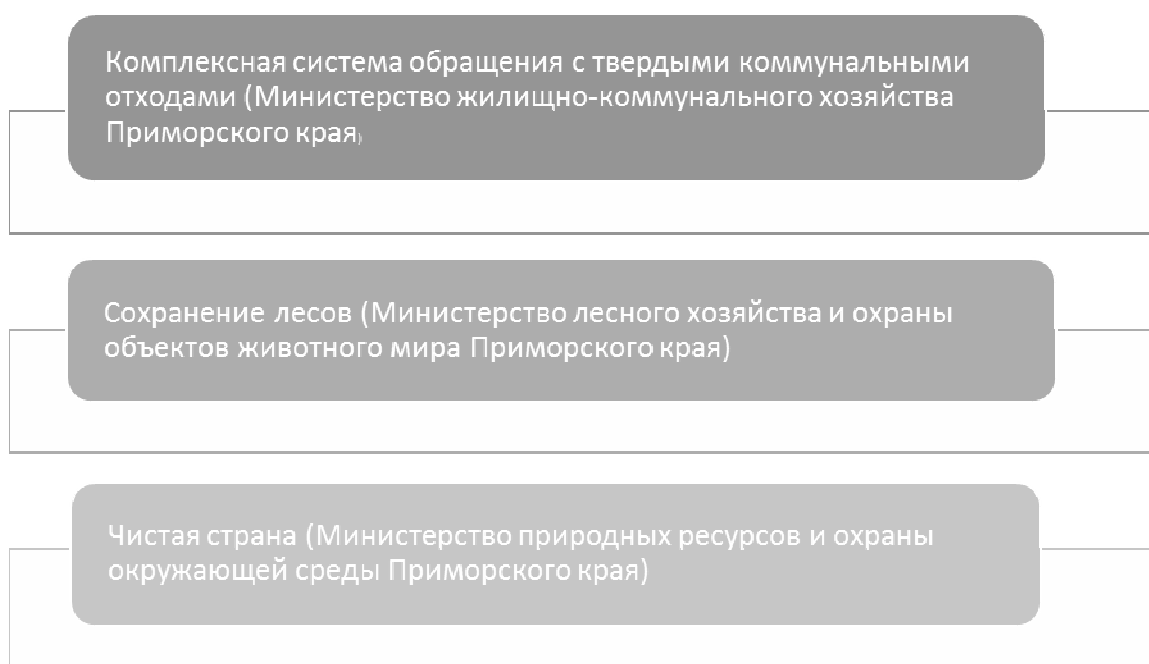 Комплексная система обращения с твердыми коммунальными
отходами (Министерство жилищно-коммунального хозяйства
Приморского края)
Сохранение лесов (Министерство лесного хозяйства и охраны
объектов животного мира Приморского края)
Чистая страна (Министерство природных ресурсов и охраны
окружающей среды Приморского края)